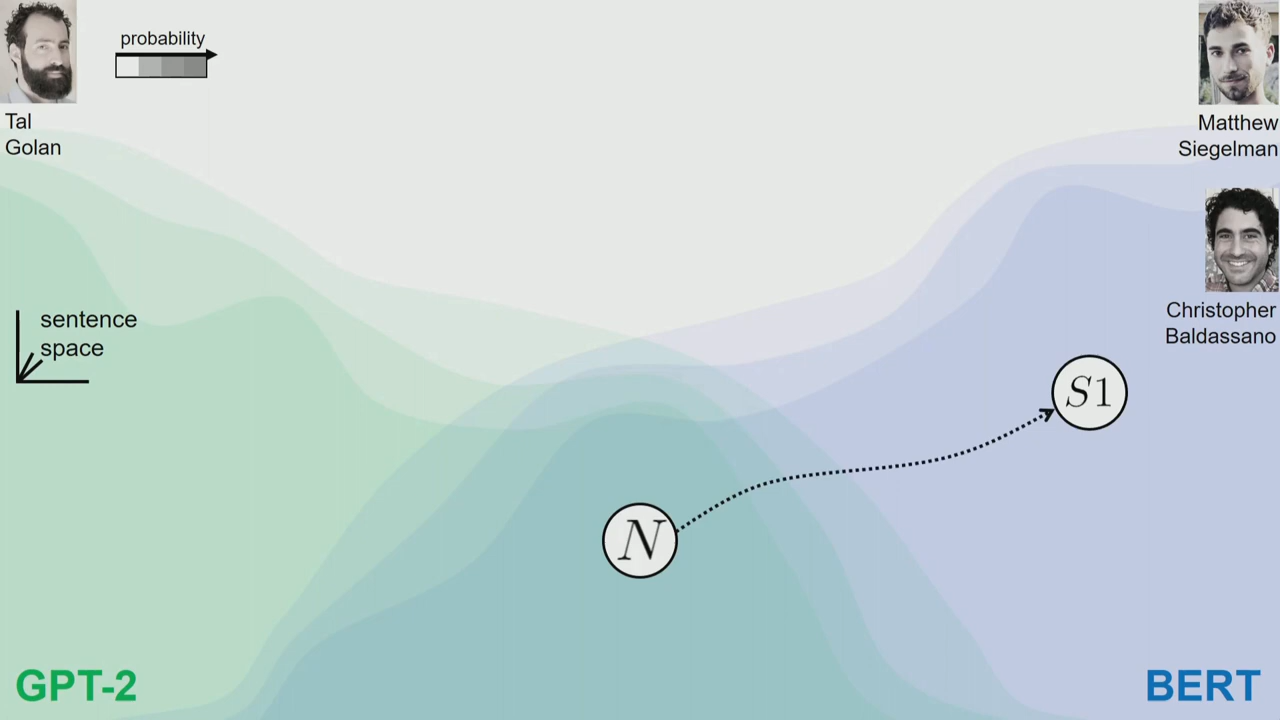 probability
Tal
Golan
Matthew
Siegelman
Christopher
Baldassano
sentence
space
S1
N
GPT-2
BERT